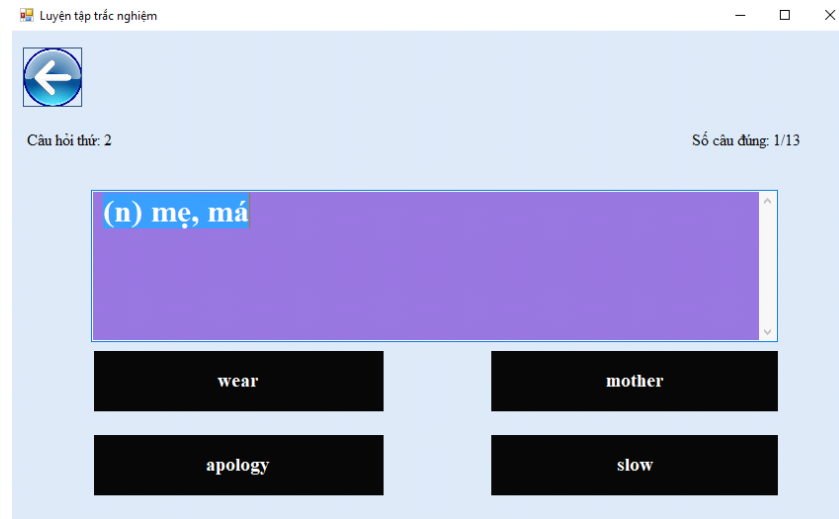 Luyện tập trắc nghiệm
Câu hỏi thứ: 2
Số câu đúng: 1/13
(n) mẹ, má
wear
mother
apology
slow